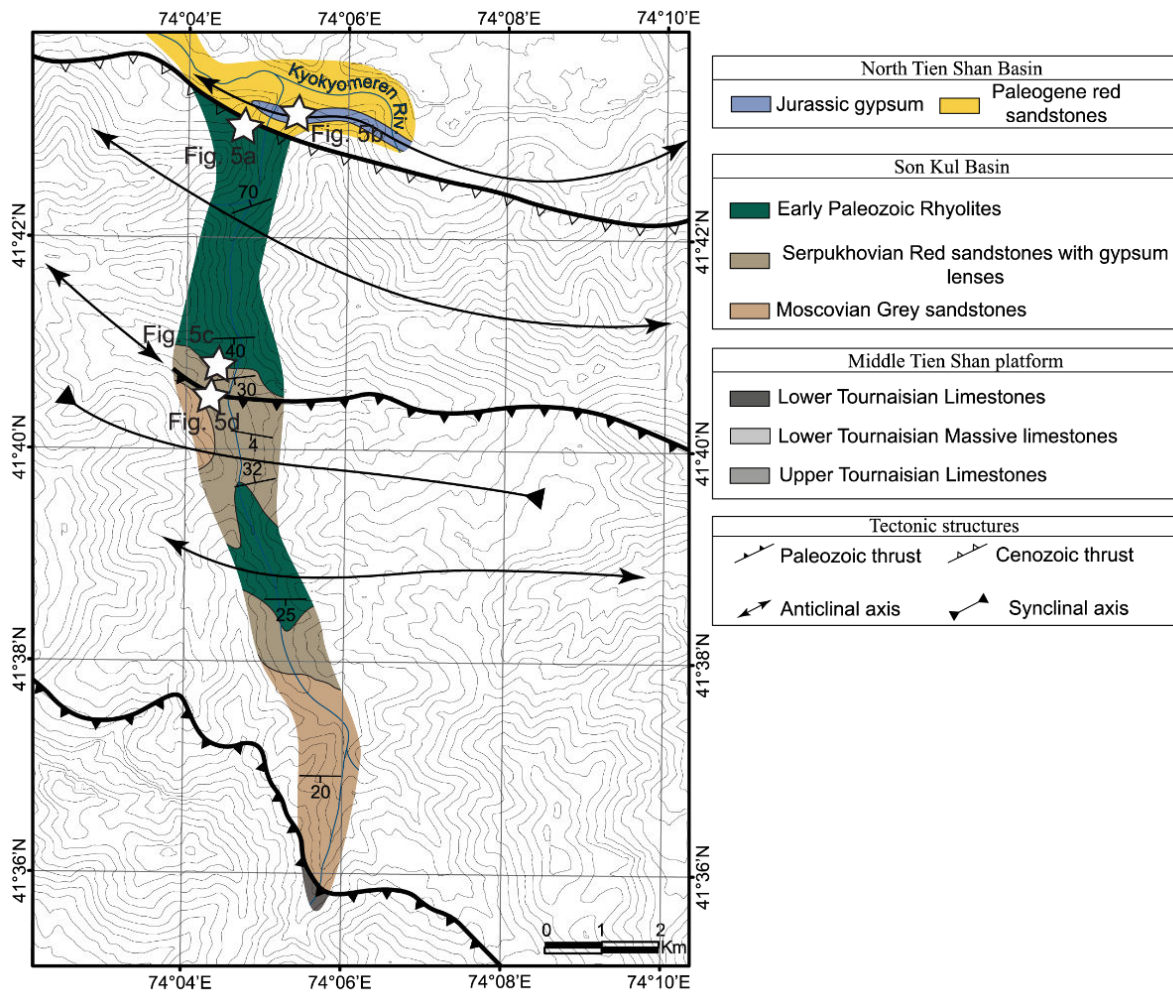 74°04'E 74°06'E 74°08'E 74°10'E
Kyokyomeren Riv
Fig. 5b
Fig. 5a
70
41°42'N 41°42'N
Fig. 5c
40
30
Fig. 5d
4
41°40'N 41°40'N
32
25
41°38'N 41°38'N
20
41°36'N 41°36'N
0 1 2
Km
74°04'E 74°06'E 74°08'E 74°10'E
North Tien Shan Basin
Jurassic gypsum
Paleogene red
sandstones
Son Kul Basin
Early Paleozoic Rhyolites
Serpukhovian Red sandstones with gypsum
lenses
Moscovian Grey sandstones
Middle Tien Shan platform
Lower Tournaisian Limestones
Lower Tournaisian Massive limestones
Upper Tournaisian Limestones
Tectonic structures
Paleozoic thrust
Cenozoic thrust
Anticlinal axis
Synclinal axis